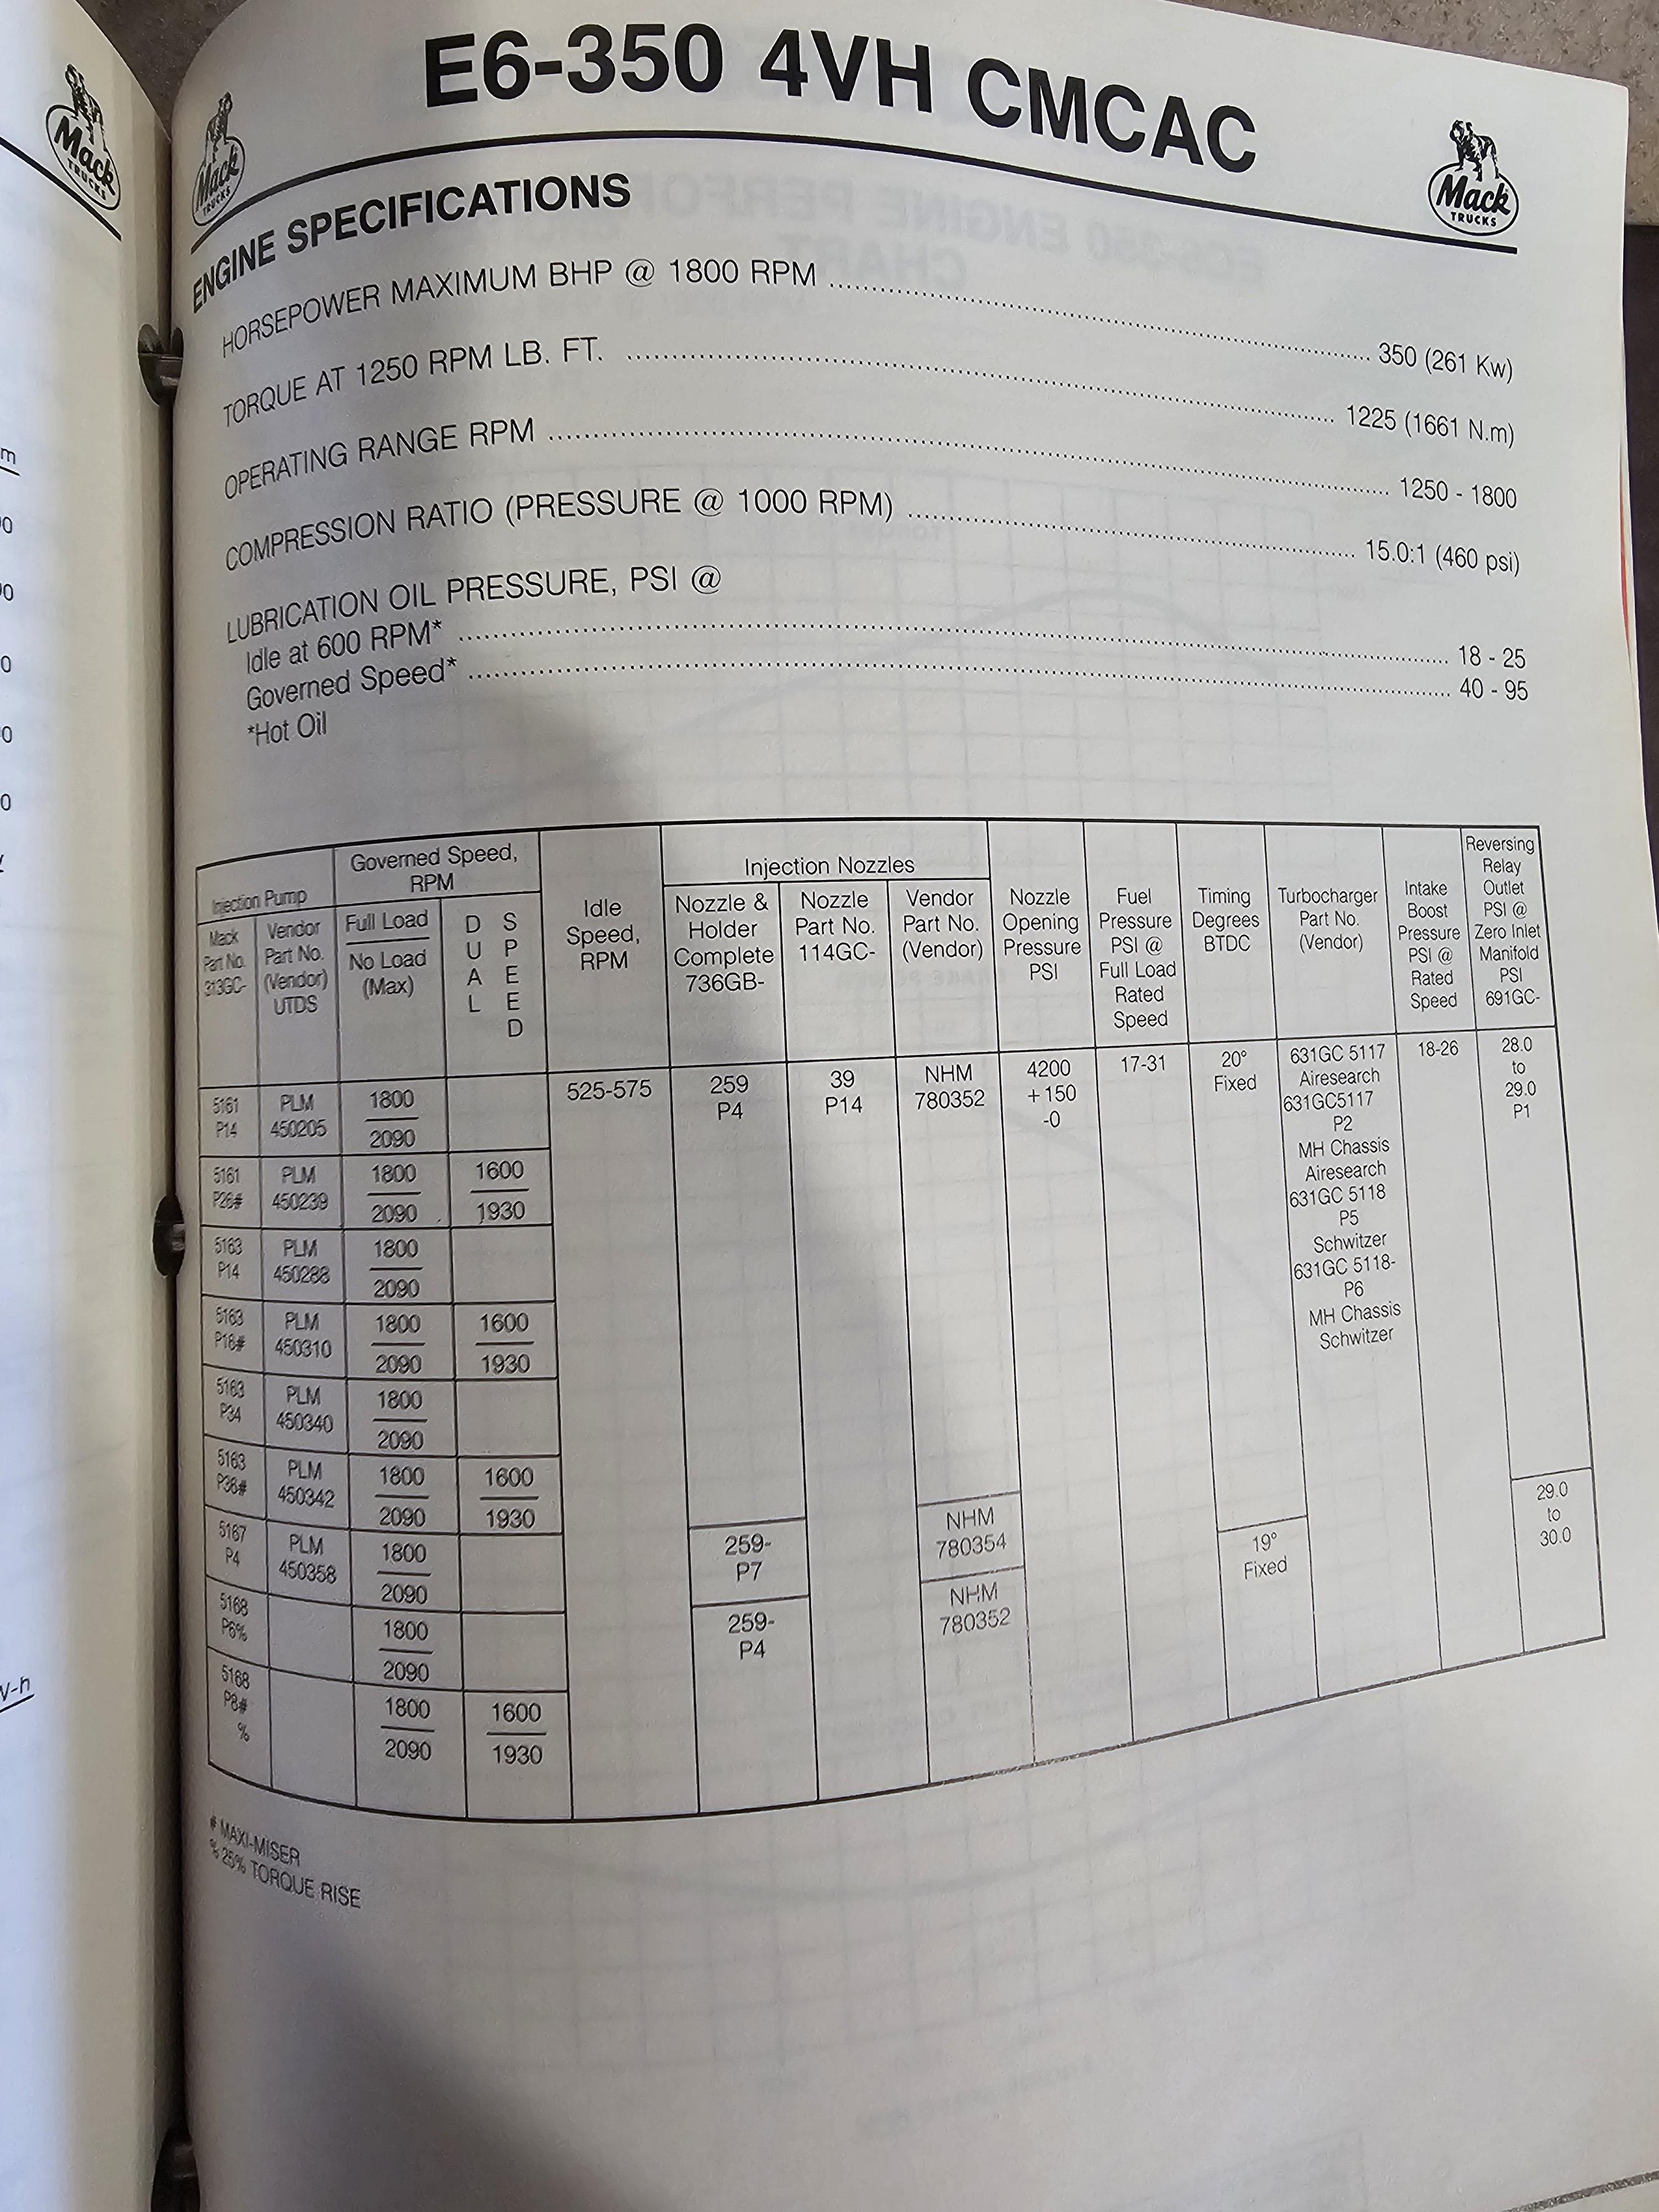 E6-350 4VH CMCAC
Mack
TRUCKS
Mack
TRUCKS
Mack
TRUCKS
ENGINE SPECIFICATIONS
HORSEPOWER MAXIMUM BHP @ 1800 RPM ........ 350 (261 Kw)
TORQUE AT 1250 RPM LB. FT. ........ 1225 (1661 N.m)
OPERATING RANGE RPM ........ 1250 - 1800
COMPRESSION RATIO (PRESSURE @ 1000 RPM) ........ 15.0:1 (460 psi)
LUBRICATION OIL PRESSURE, PSI @
Idle at 600 RPM* ........ 18 - 25
Governed Speed* ........ 40 - 95
*Hot Oil
Injection Pump
Mack
Part No.
313GC-
Vendor
Part No.
(Vendor)
UTDS
Governed Speed,
RPM
Full Load
No Load
(Max)
DUAL
SPEED
Idle
Speed,
RPM
Injection Nozzles
Nozzle &
Holder
Complete
736GB-
Nozzle
Part No.
114GC-
Vendor
Part No.
(Vendor)
Nozzle
Opening
Pressure
PSI
Fuel
Pressure
PSI @
Full Load
Rated
Speed
Timing
Degrees
BTDC
Turbocharger
Part No.
(Vendor)
Intake
Boost
Pressure
PSI @
Rated
Speed
Reversing
Relay
Outlet
PSI @
Zero Inlet
Manifold
PSI
691GC-
5161
P14
PLM
450205
1800
2090
5161
P26#
PLM
450239
1800
2090
1600
1930
5163
P14
PLM
450288
1800
2090
5163
P16#
PLM
450310
1800
2090
1600
1930
5163
P34
PLM
450340
1800
2090
5163
P36#
PLM
450342
1800
2090
1600
1930
5167
P4
PLM
450358
1800
2090
5168
P6%
1800
2090
5168
P8#
%
1800
2090
1600
1930
525-575
259
P4
259-
P7
259-
P4
39
P14
NHM
780352
NHM
780354
NHM
780352
4200
+150
-0
17-31
20°
Fixed
19°
Fixed
631GC 5117
Airesearch
631GC5117
P2
MH Chassis
Airesearch
631GC 5118
P5
Schwitzer
631GC 5118-
P6
MH Chassis
Schwitzer
18-26
28.0
to
29.0
P1
29.0
to
30.0
# MAXI-MISER
% 25% TORQUE RISE